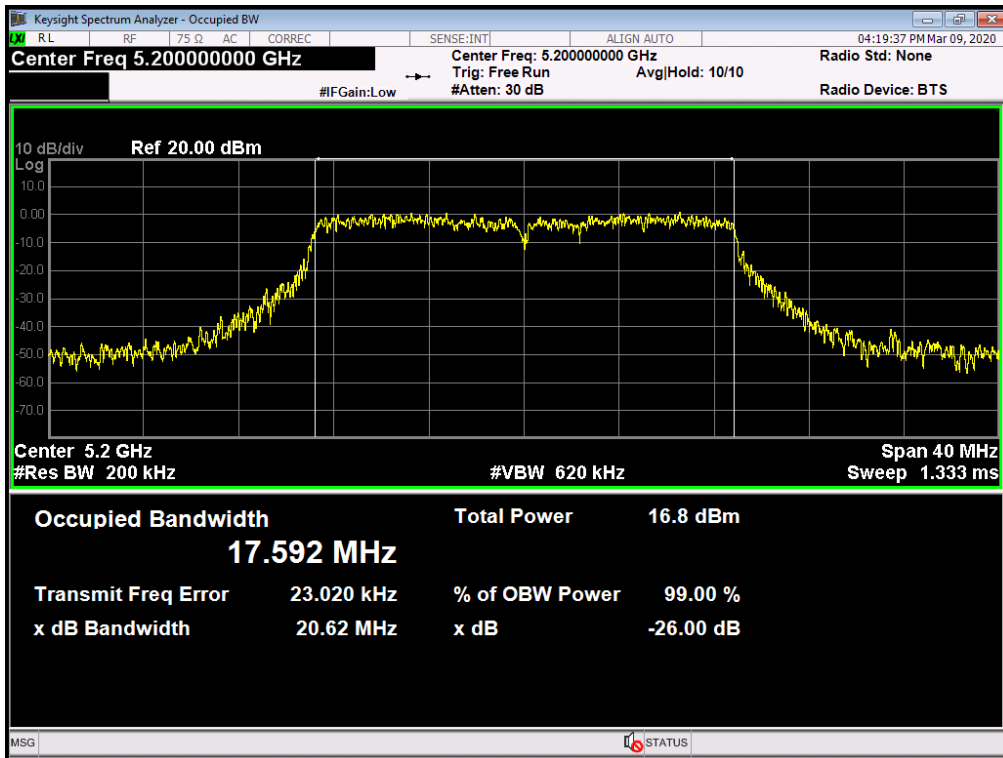 Keysight Spectrum Analyzer - Occupied BW
LXI RL RF 75 Ω AC CORREC SENSE:INT ALIGN AUTO 04:19:37 PM Mar 09, 2020
Center Freq 5.200000000 GHz Center Freq: 5.200000000 GHz Radio Std: None
Trig: Free Run Avg|Hold: 10/10
#IFGain:Low #Atten: 30 dB Radio Device: BTS
10 dB/div Ref 20.00 dBm
Log
10.0
0.00
-10.0
-20.0
-30.0
-40.0
-50.0
-60.0
-70.0
Center 5.2 GHz Span 40 MHz
#Res BW 200 kHz #VBW 620 kHz Sweep 1.333 ms
Occupied Bandwidth Total Power 16.8 dBm
17.592 MHz
Transmit Freq Error 23.020 kHz % of OBW Power 99.00 %
x dB Bandwidth 20.62 MHz x dB -26.00 dB
MSG STATUS